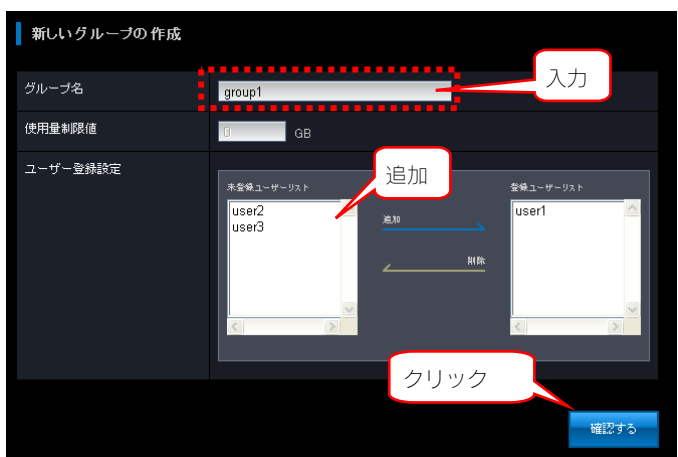 新しいグループの作成
入力
グループ名
group1
使用量制限値
0
GB
ユーザー登録設定
追加
未登録ユーザーリスト
登録ユーザーリスト
user2
user3
追加
user1
削除
クリック
確認する